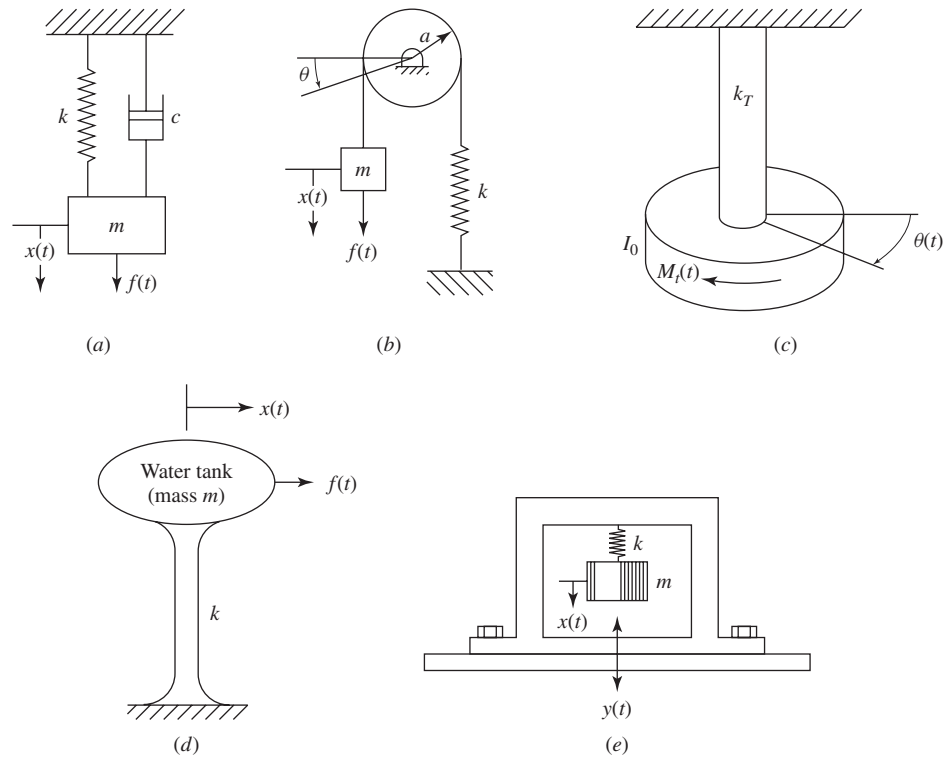 k
c
m
x(t)
f(t)
(a)
a
θ
m
x(t)
f(t)
k
(b)
k_T
I_0
M_t(t)
θ(t)
(c)
x(t)
Water tank
(mass m)
f(t)
k
(d)
k
m
x(t)
y(t)
(e)